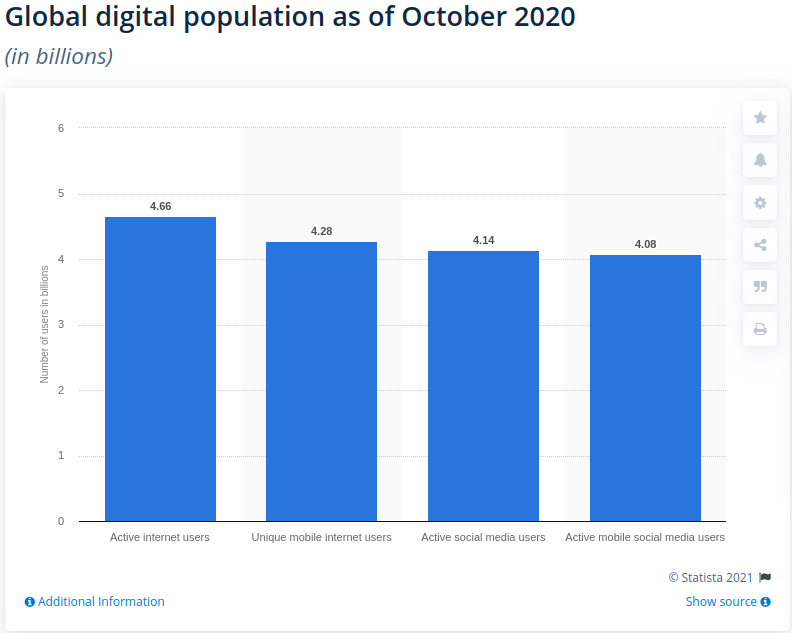 Global digital population as of October 2020
(in billions)
6
5
4
3
2
1
0
Number of users in billions
4.66
4.28
4.14
4.08
Active internet users
Unique mobile internet users
Active social media users
Active mobile social media users
© Statista 2021
Additional Information
Show source